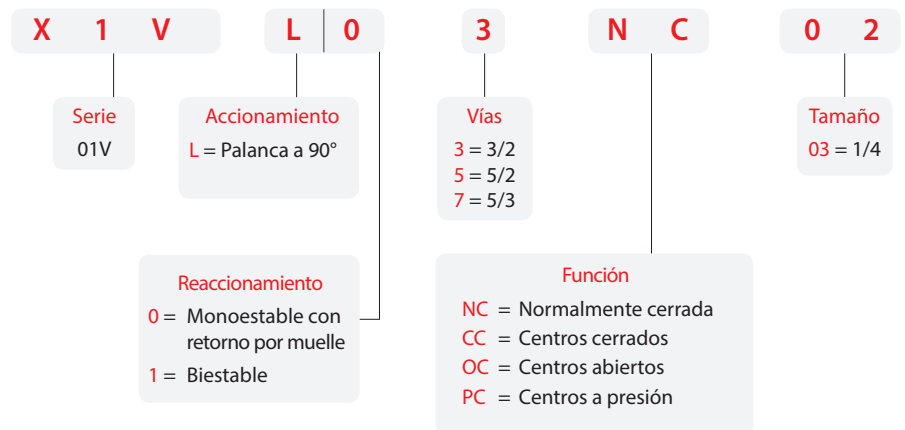 X 1 V L 0 3 N C 0 2
Serie
01V
Accionamiento
L = Palanca a 90°
Vías
3 = 3/2
5 = 5/2
7 = 5/3
Tamaño
03 = 1/4
Reaccionamiento
0 = Monoestable con
retorno por muelle
1 = Biestable
Función
NC = Normalmente cerrada
CC = Centros cerrados
OC = Centros abiertos
PC = Centros a presión